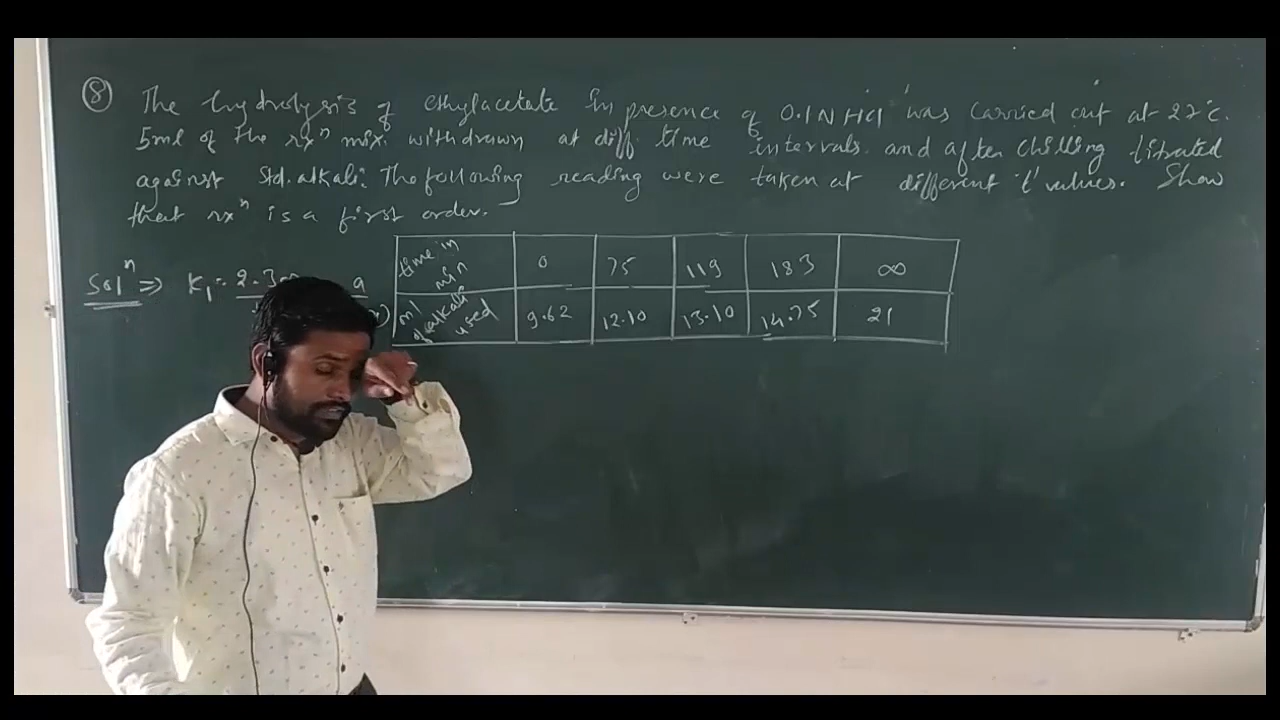 8 The hydrolysis of ethylacetate in presence of 0.1N HCl was carried out at 22°c.
5ml of the rxⁿ mix. withdrawn at diff. time intervals. and after chilling titrated
against std. alkali. The following reading were taken at different 't' values. Show
that rxⁿ is a first order.
Solⁿ ⇒ K₁ = 2.30 a
time in min 0 75 119 183 ∞
ml of alkali used 9.62 12.10 13.10 14.75 21